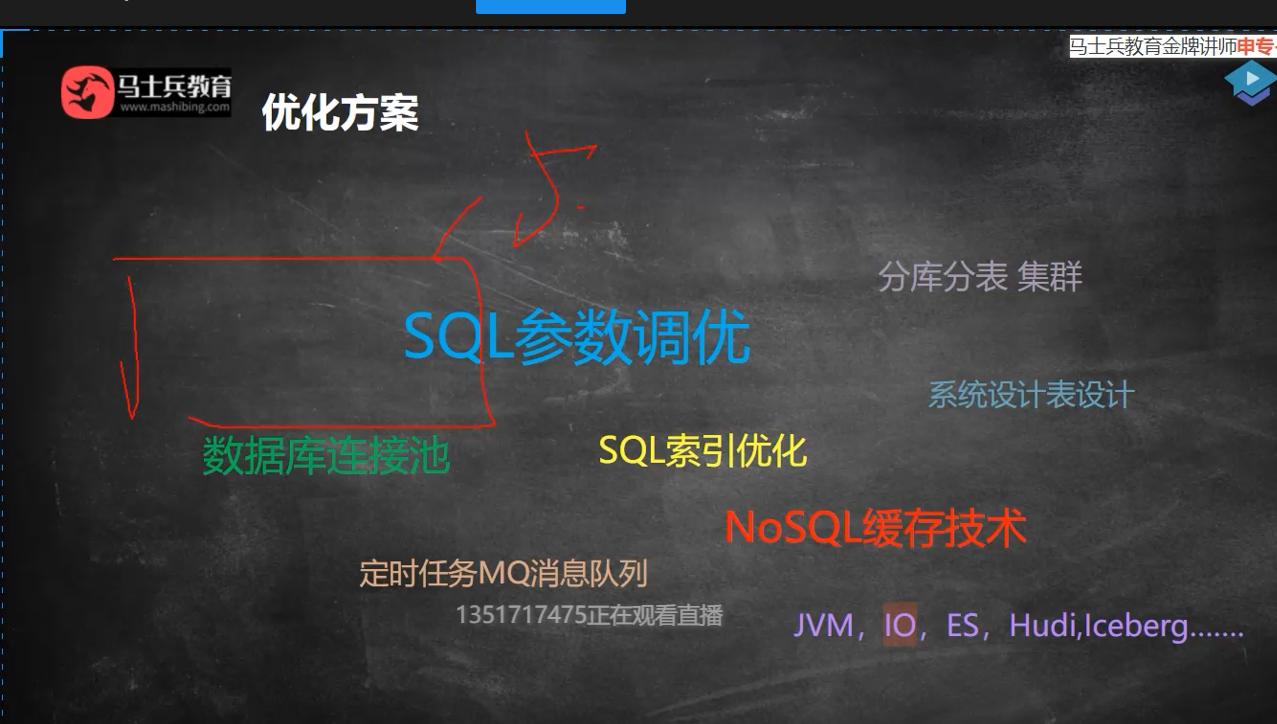 马士兵教育金牌讲师申专
马士兵教育
www.mashibing.com
优化方案
5.
分库分表 集群
SQL参数调优
系统设计表设计
数据库连接池
SQL索引优化
NoSQL缓存技术
定时任务MQ消息队列
1351717475正在观看直播
JVM，IO，ES，Hudi,Iceberg.......